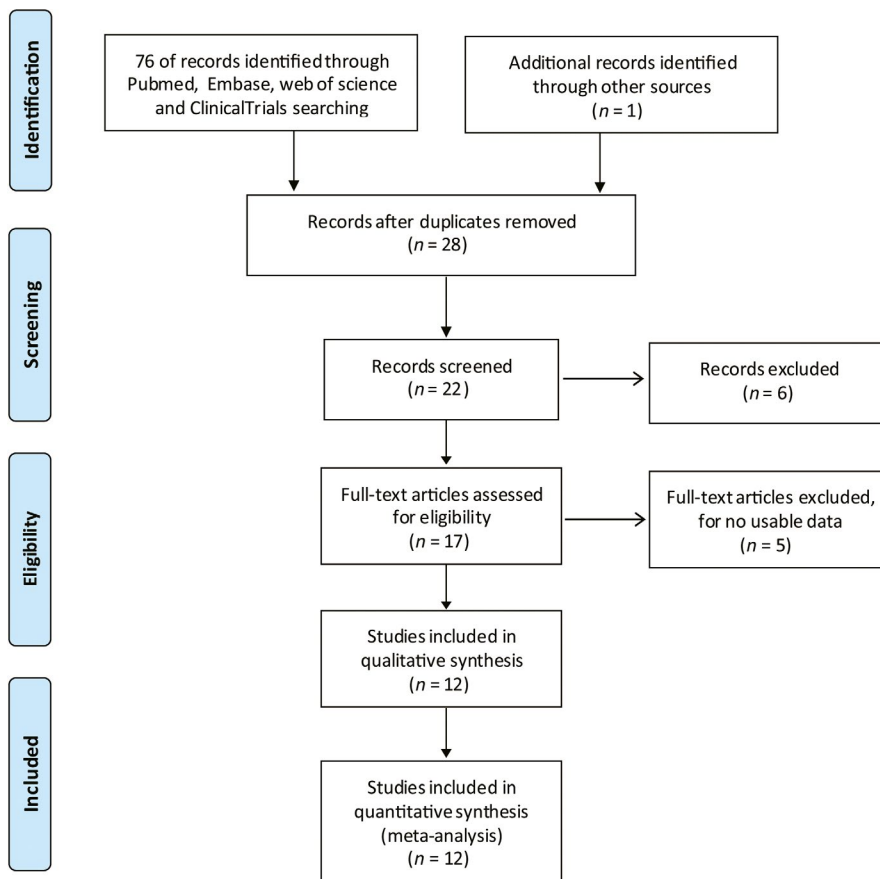 Identification
76 of records identified through
Pubmed, Embase, web of science
and ClinicalTrials searching
Additional records identified
through other sources
(n = 1)
Records after duplicates removed
(n = 28)
Screening
Records screened
(n = 22)
Records excluded
(n = 6)
Eligibility
Full-text articles assessed
for eligibility
(n = 17)
Full-text articles excluded,
for no usable data
(n = 5)
Studies included in
qualitative synthesis
(n = 12)
Included
Studies included in
quantitative synthesis
(meta-analysis)
(n = 12)